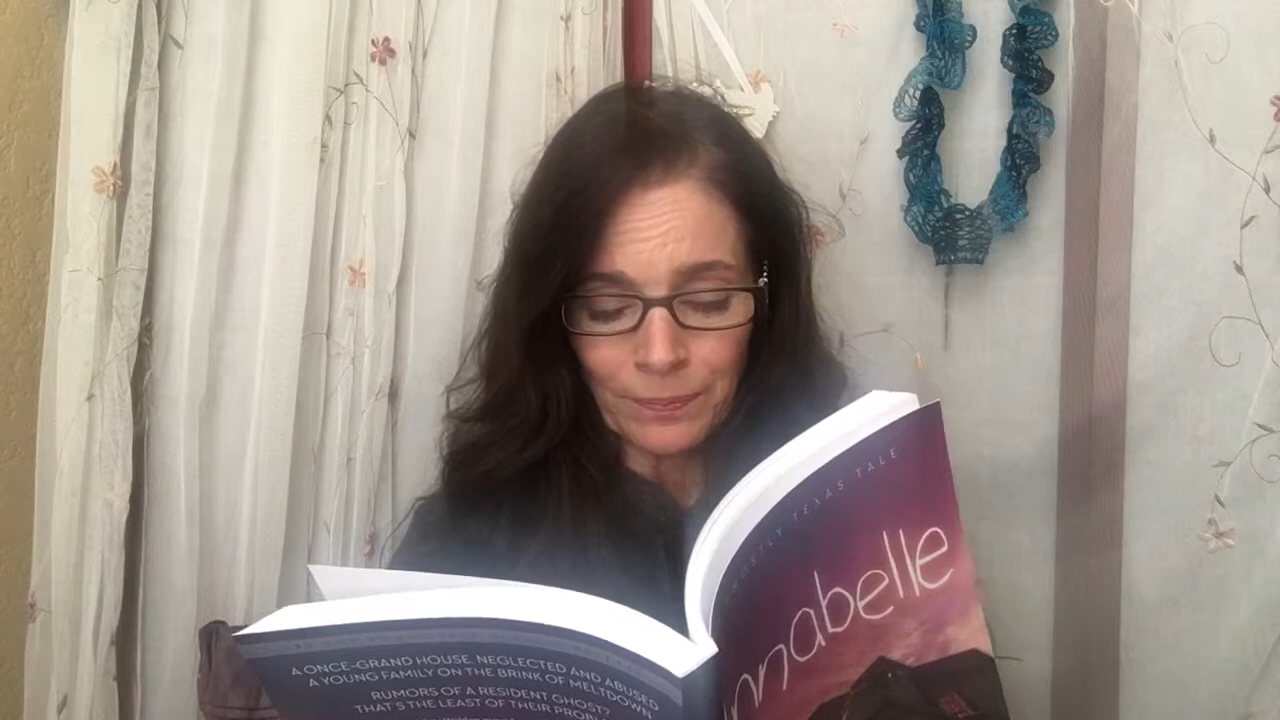 A ONCE-GRAND HOUSE. NEGLECTED AND ABUSED
A YOUNG FAMILY ON THE BRINK OF MELTDOWN
RUMORS OF A RESIDENT GHOST?
THAT'S THE LEAST OF THEIR PROBL
TEXAS TALE
nnabelle